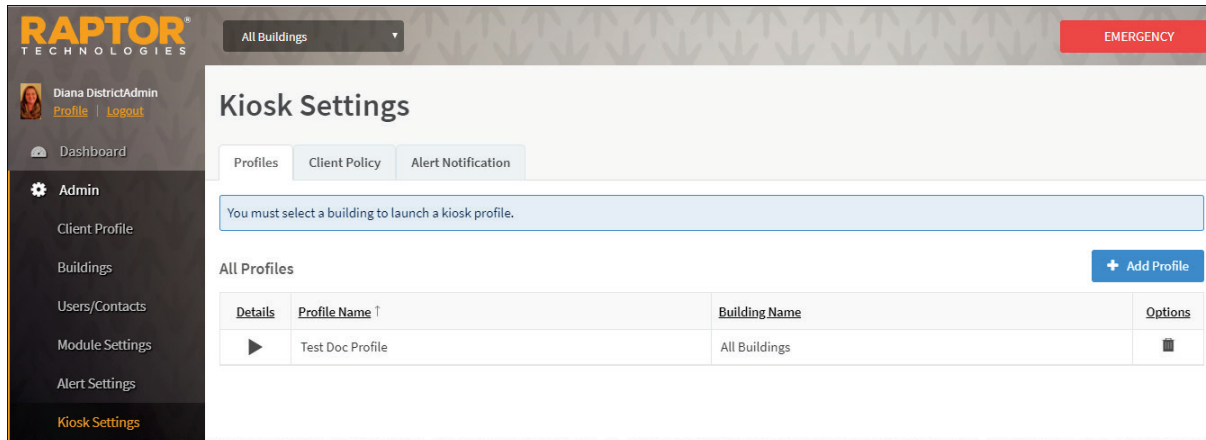 RAPTOR®
TECHNOLOGIES
All Buildings
EMERGENCY
Diana DistrictAdmin
Profile | Logout
Dashboard
Admin
Client Profile
Buildings
Users/Contacts
Module Settings
Alert Settings
Kiosk Settings
Kiosk Settings
Profiles Client Policy Alert Notification
You must select a building to launch a kiosk profile.
All Profiles
+ Add Profile
Details Profile Name ↑ Building Name Options
Test Doc Profile All Buildings